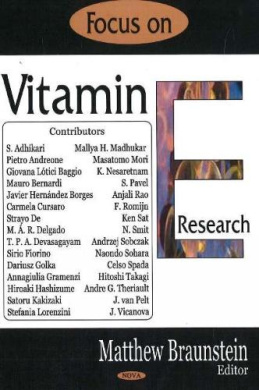 Focus on
Vitamin
E
Research
Contributors
S. Adhikari
Pietro Andreone
Giovana Lótici Baggio
Mauro Bernardi
Javier Hernández Borges
Carmela Cursaro
Strayo De
M. Á. R. Delgado
T. P. A. Devasagayam
Sirio Fiorino
Dariusz Golka
Annagiulia Gramenzi
Hiroaki Hashizume
Satoru Kakizaki
Stefania Lorenzini
Mallya H. Madhukar
Masatomo Mori
K. Nesaretnam
S. Pavel
Anjali Rao
F. Romijn
Ken Sat
N. Smit
Andrzej Sobczak
Naondo Sohara
Celso Spada
Hitoshi Takagi
Andre G. Theriault
J. van Pelt
J. Vicanova
Matthew Braunstein
Editor
NOVA